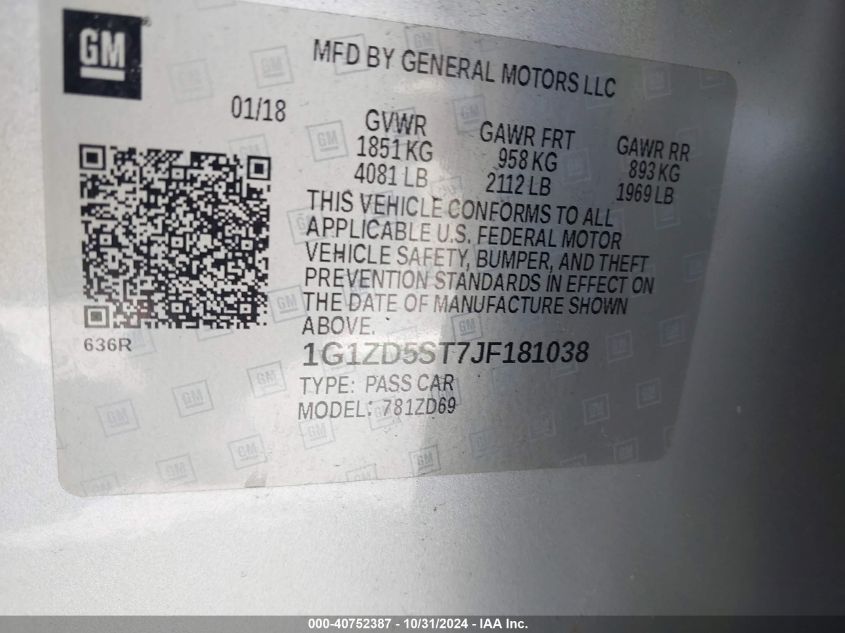 GM
MFD BY GENERAL MOTORS LLC
01/18
GVWR
1851 KG
4081 LB
GAWR FRT
958 KG
2112 LB
GAWR RR
893 KG
1969 LB
THIS VEHICLE CONFORMS TO ALL
APPLICABLE U.S. FEDERAL MOTOR
VEHICLE SAFETY, BUMPER, AND THEFT
PREVENTION STANDARDS IN EFFECT ON
THE DATE OF MANUFACTURE SHOWN
ABOVE.
636R
1G1ZD5ST7JF181038
TYPE: PASS CAR
MODEL: 781ZD69
000-40752387 - 10/31/2024 - IAA Inc.